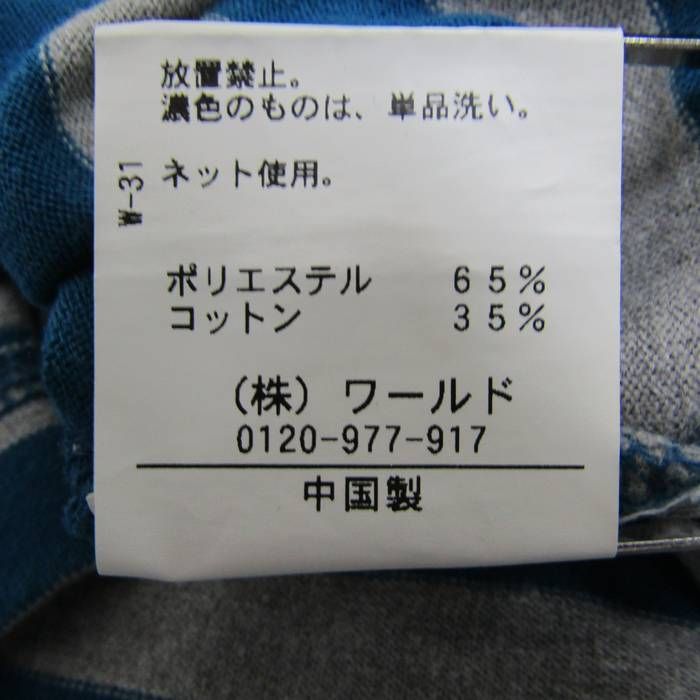 放置禁止。
濃色のものは、単品洗い。
ネット使用。
W-31
ポリエステル 65%
コットン 35%
(株) ワールド
0120-977-917
中国製